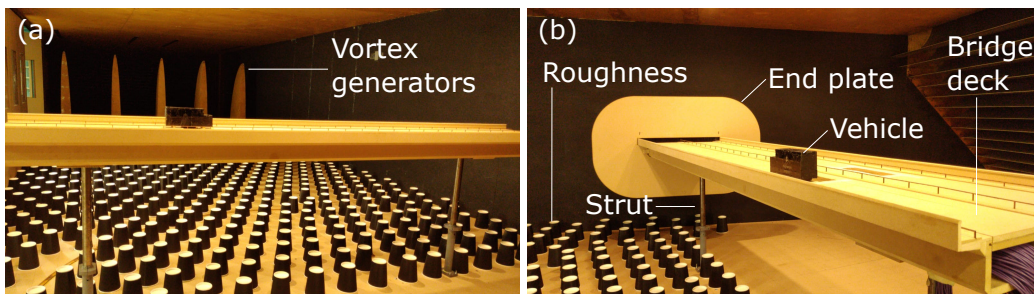 (a)
Vortex
generators
(b)
Roughness
End plate
Bridge
deck
Vehicle
Strut